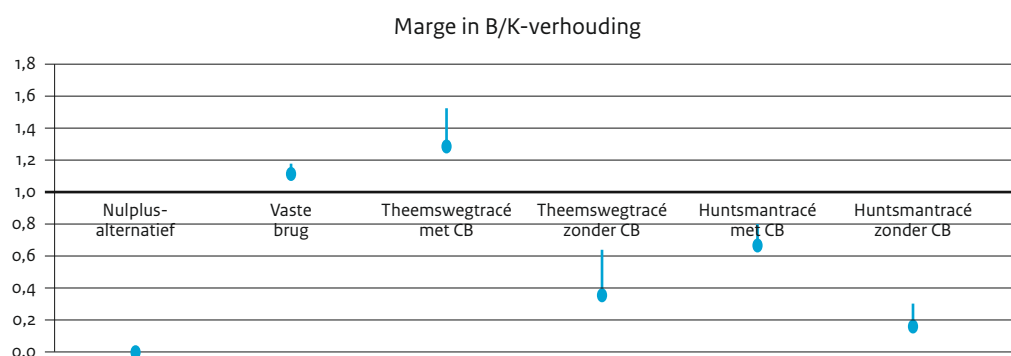 Marge in B/K-verhouding
1,8
1,6
1,4
1,2
1,0
Nulplus-
alternatief
Vaste
brug
Theemswegtracé
met CB
Theemswegtracé
zonder CB
Huntsmantracé
met CB
Huntsmantracé
zonder CB
0,8
0,6
0,4
0,2
0,0